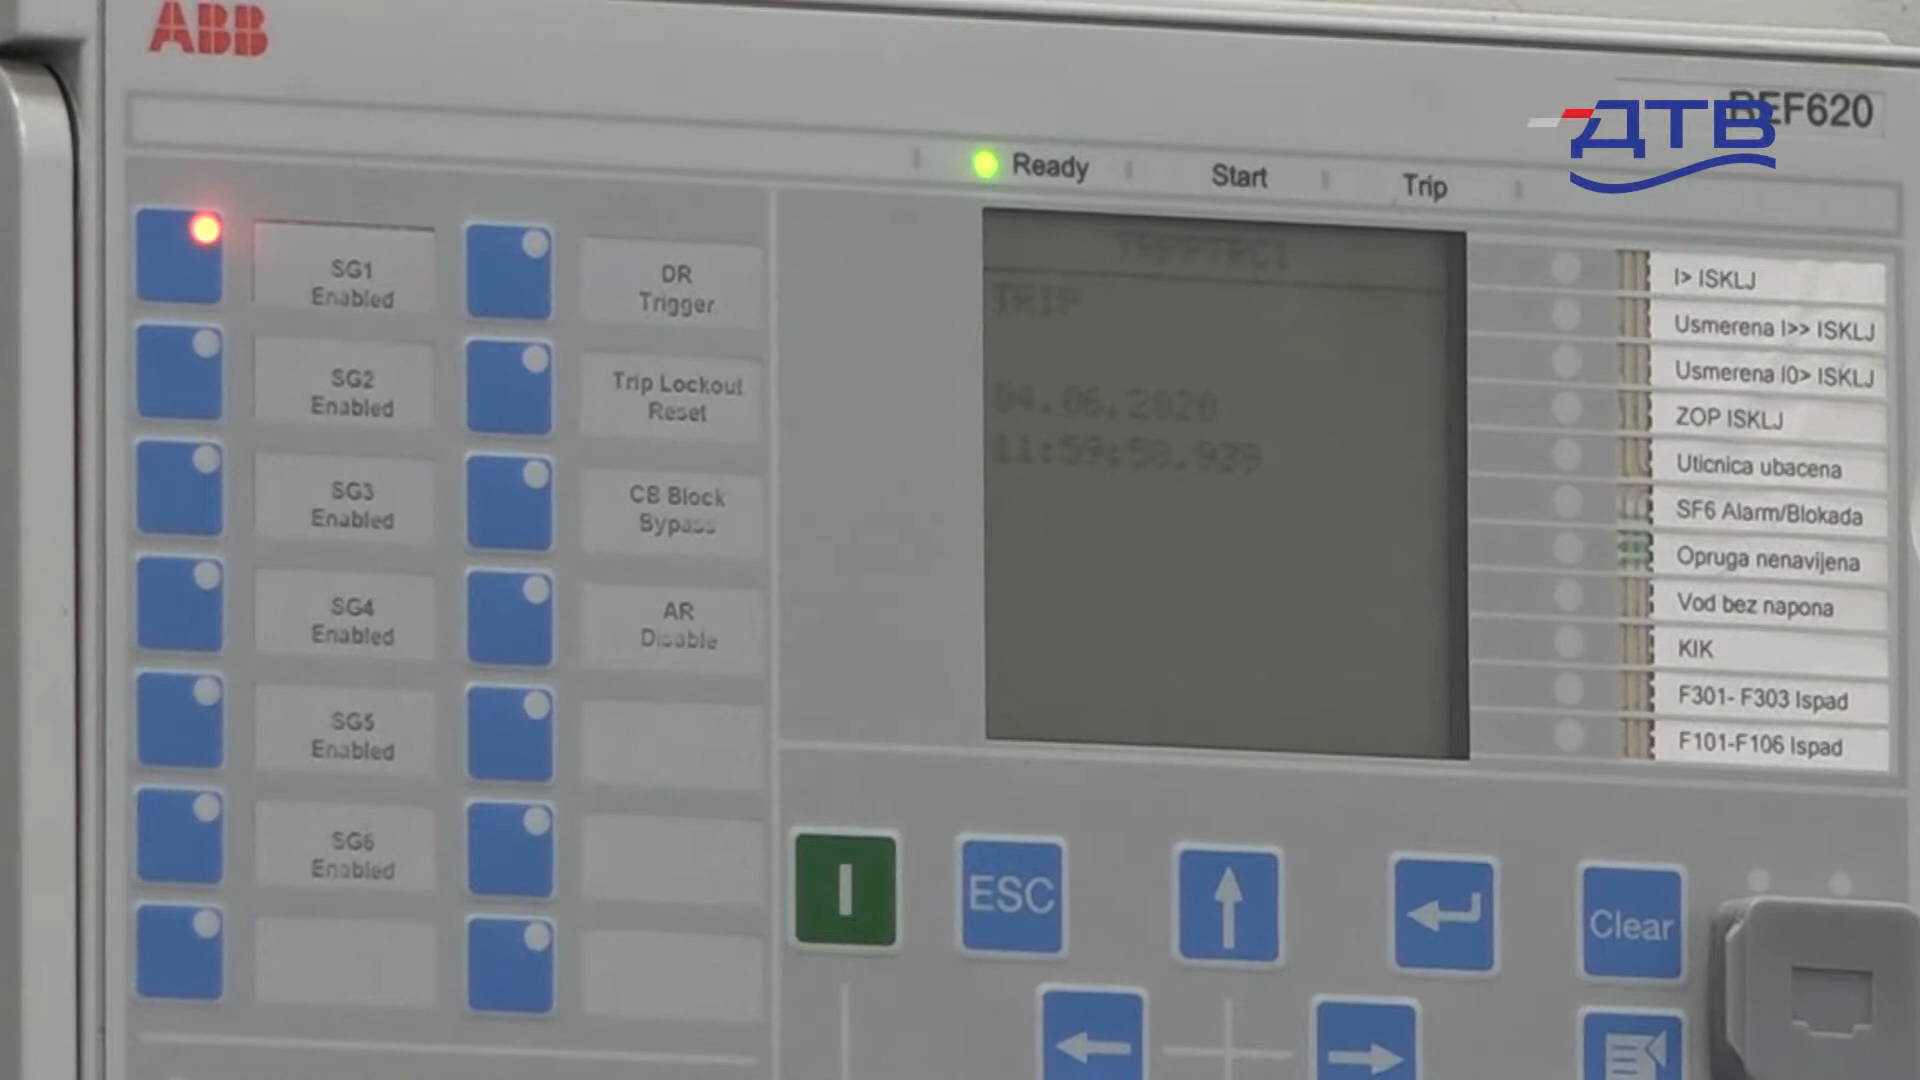 ABB
REF620
ДТВ
Ready
Start
Trip
SG1
Enabled
SG2
Enabled
SG3
Enabled
SG4
Enabled
SG5
Enabled
SG6
Enabled
DR
Trigger
Trip Lockout
Reset
CB Block
Bypass
AR
Disable
TRPPTRC1
TRIP
04.06.2020
11:59:58.939
I> ISKLJ
Usmerena I>> ISKLJ
Usmerena I0> ISKLJ
ZOP ISKLJ
Uticnica ubacena
SF6 Alarm/Blokada
Opruga nenavijena
Vod bez napona
KIK
F301- F303 Ispad
F101-F106 Ispad
I
ESC
Clear